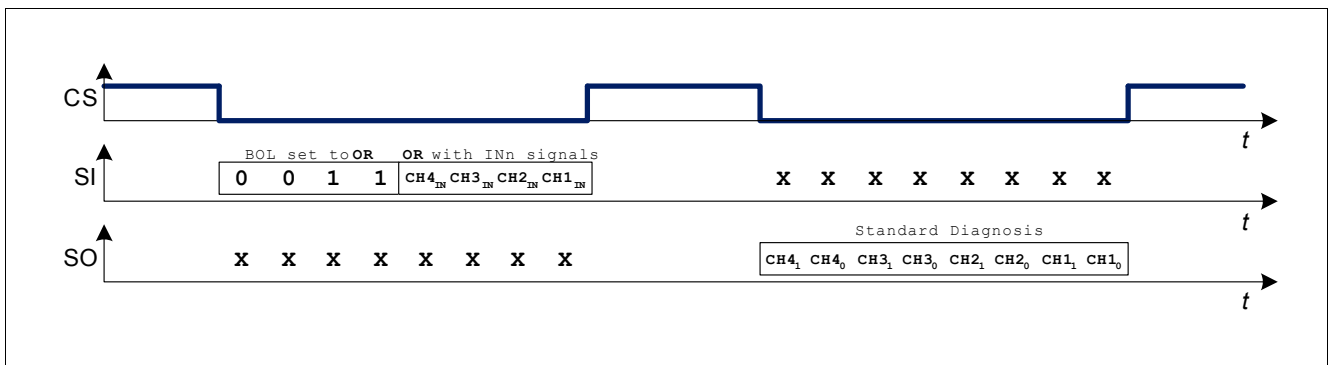 CS
t
BOL set to OR OR with INn signals
SI 0 0 1 1 CH4IN CH3IN CH2IN CH1IN X X X X X X X X
t
Standard Diagnosis
SO X X X X X X X X CH41 CH40 CH31 CH30 CH21 CH20 CH11 CH10
t